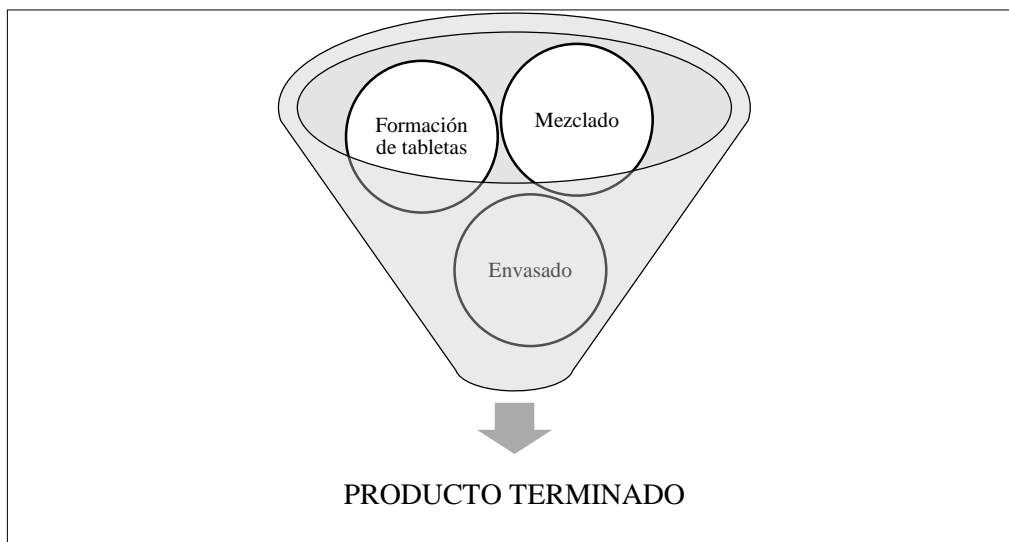 Formación
de tabletas
Mezclado
Envasado
PRODUCTO TERMINADO